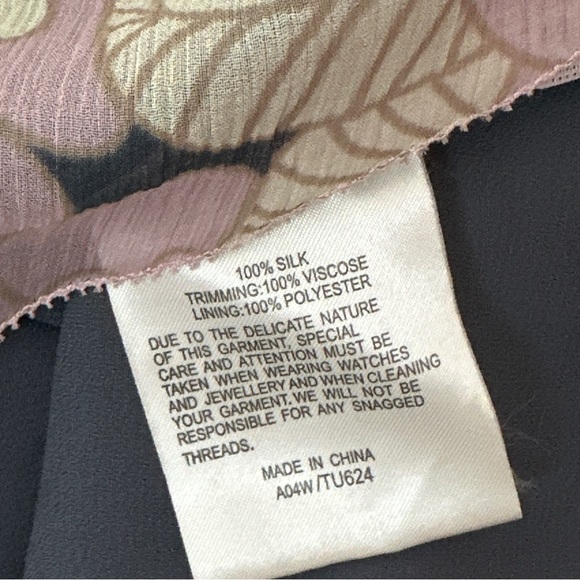 100% SILK
TRIMMING:100% VISCOSE
LINING:100% POLYESTER
DUE TO THE DELICATE NATURE
OF THIS GARMENT, SPECIAL
CARE AND ATTENTION MUST BE
TAKEN WHEN WEARING WATCHES
AND JEWELLERY AND WHEN CLEANING
YOUR GARMENT. WE WILL NOT BE
RESPONSIBLE FOR ANY SNAGGED
THREADS.
MADE IN CHINA
A04W/TU624